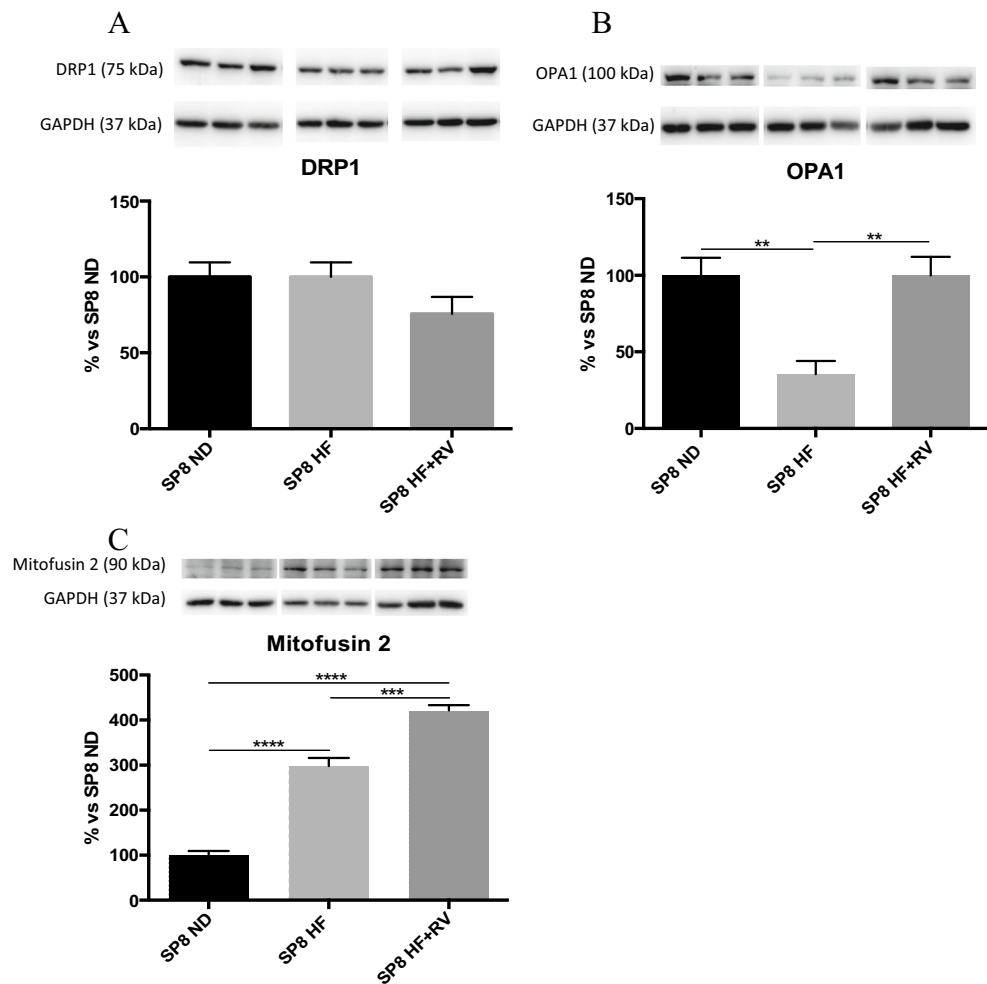 A
DRP1 (75 kDa)
GAPDH (37 kDa)
DRP1
150
100
50
0
% vs SP8 ND
SP8 ND
SP8 HF
SP8 HF+RV
B
OPA1 (100 kDa)
GAPDH (37 kDa)
OPA1
150
100
50
0
% vs SP8 ND
**
**
SP8 ND
SP8 HF
SP8 HF+RV
C
Mitofusin 2 (90 kDa)
GAPDH (37 kDa)
Mitofusin 2
500
400
300
200
100
0
% vs SP8 ND
****
***
****
SP8 ND
SP8 HF
SP8 HF+RV